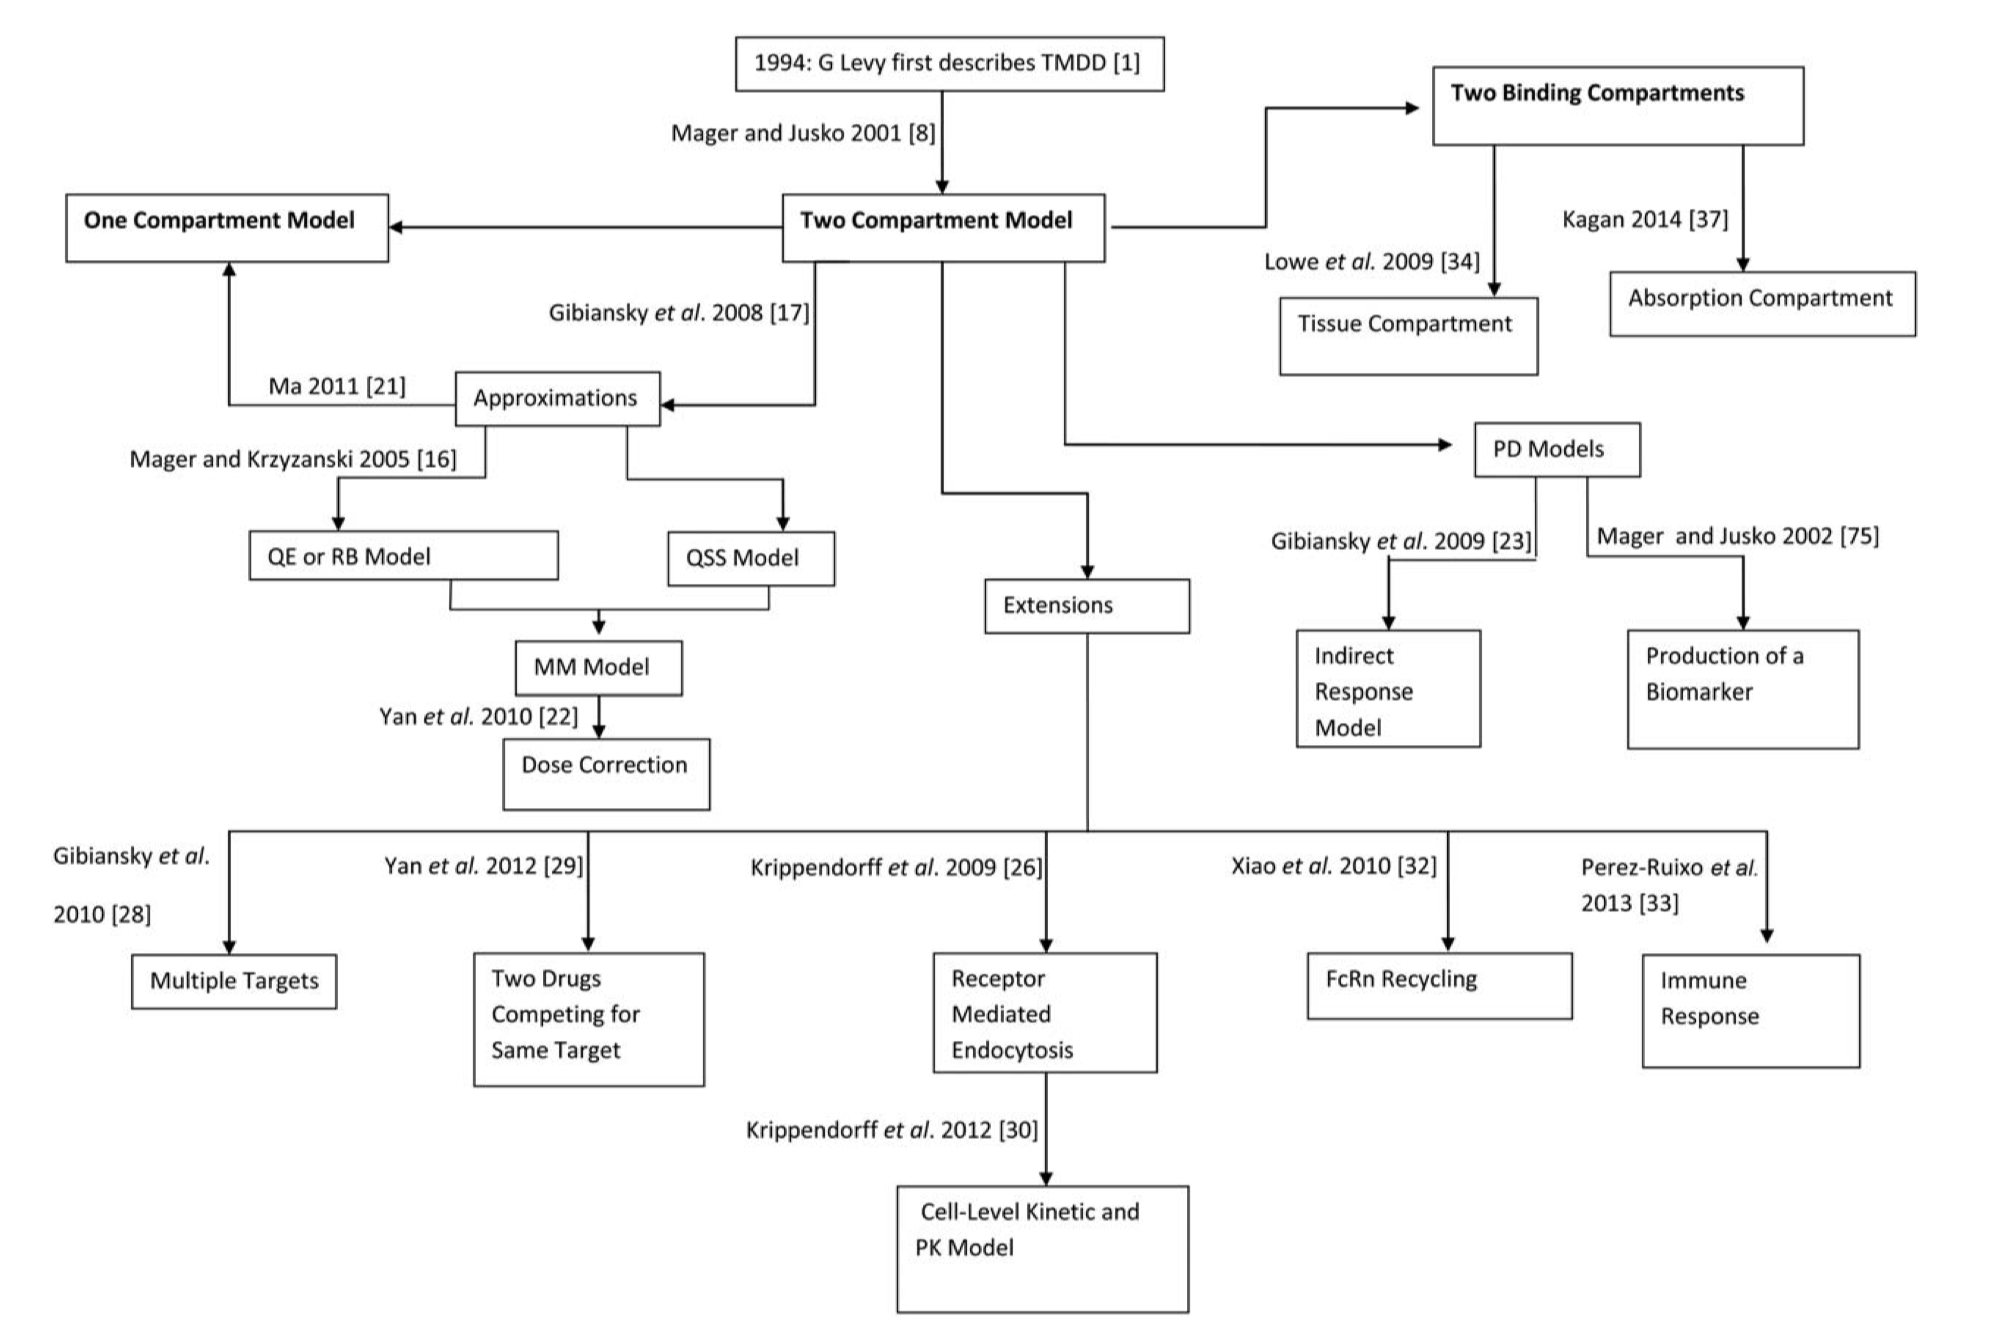 1994: G Levy first describes TMDD [1]
Two Binding Compartments
Mager and Jusko 2001 [8]
One Compartment Model
Two Compartment Model
Kagan 2014 [37]
Lowe et al. 2009 [34]
Absorption Compartment
Gibiansky et al. 2008 [17]
Tissue Compartment
Ma 2011 [21]
Approximations
PD Models
Mager and Krzyzanski 2005 [16]
Gibiansky et al. 2009 [23]
Mager  and Jusko 2002 [75]
QE or RB Model
QSS Model
Extensions
Indirect
Response
Model
Production of a
Biomarker
MM Model
Yan et al. 2010 [22]
Dose Correction
Gibiansky et al.
2010 [28]
Yan et al. 2012 [29]
Krippendorff et al. 2009 [26]
Xiao et al. 2010 [32]
Perez-Ruixo et al.
2013 [33]
Multiple Targets
Two Drugs
Competing for
Same Target
Receptor
Mediated
Endocytosis
FcRn Recycling
Immune
Response
Krippendorff et al. 2012 [30]
Cell-Level Kinetic and
PK Model